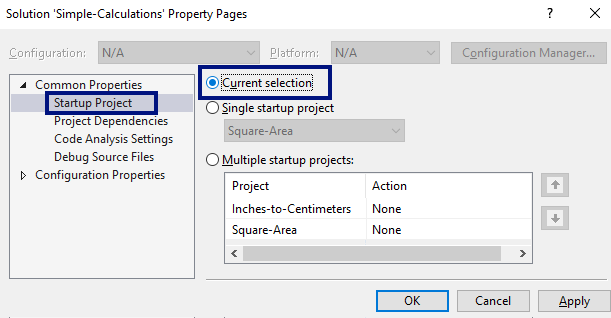 Solution 'Simple-Calculations' Property Pages
Configuration: N/A Platform: N/A Configuration Manager...
Common Properties
Startup Project
Project Dependencies
Code Analysis Settings
Debug Source Files
Configuration Properties
Current selection
Single startup project
Square-Area
Multiple startup projects:
Project Action
Inches-to-Centimeters None
Square-Area None
OK Cancel Apply